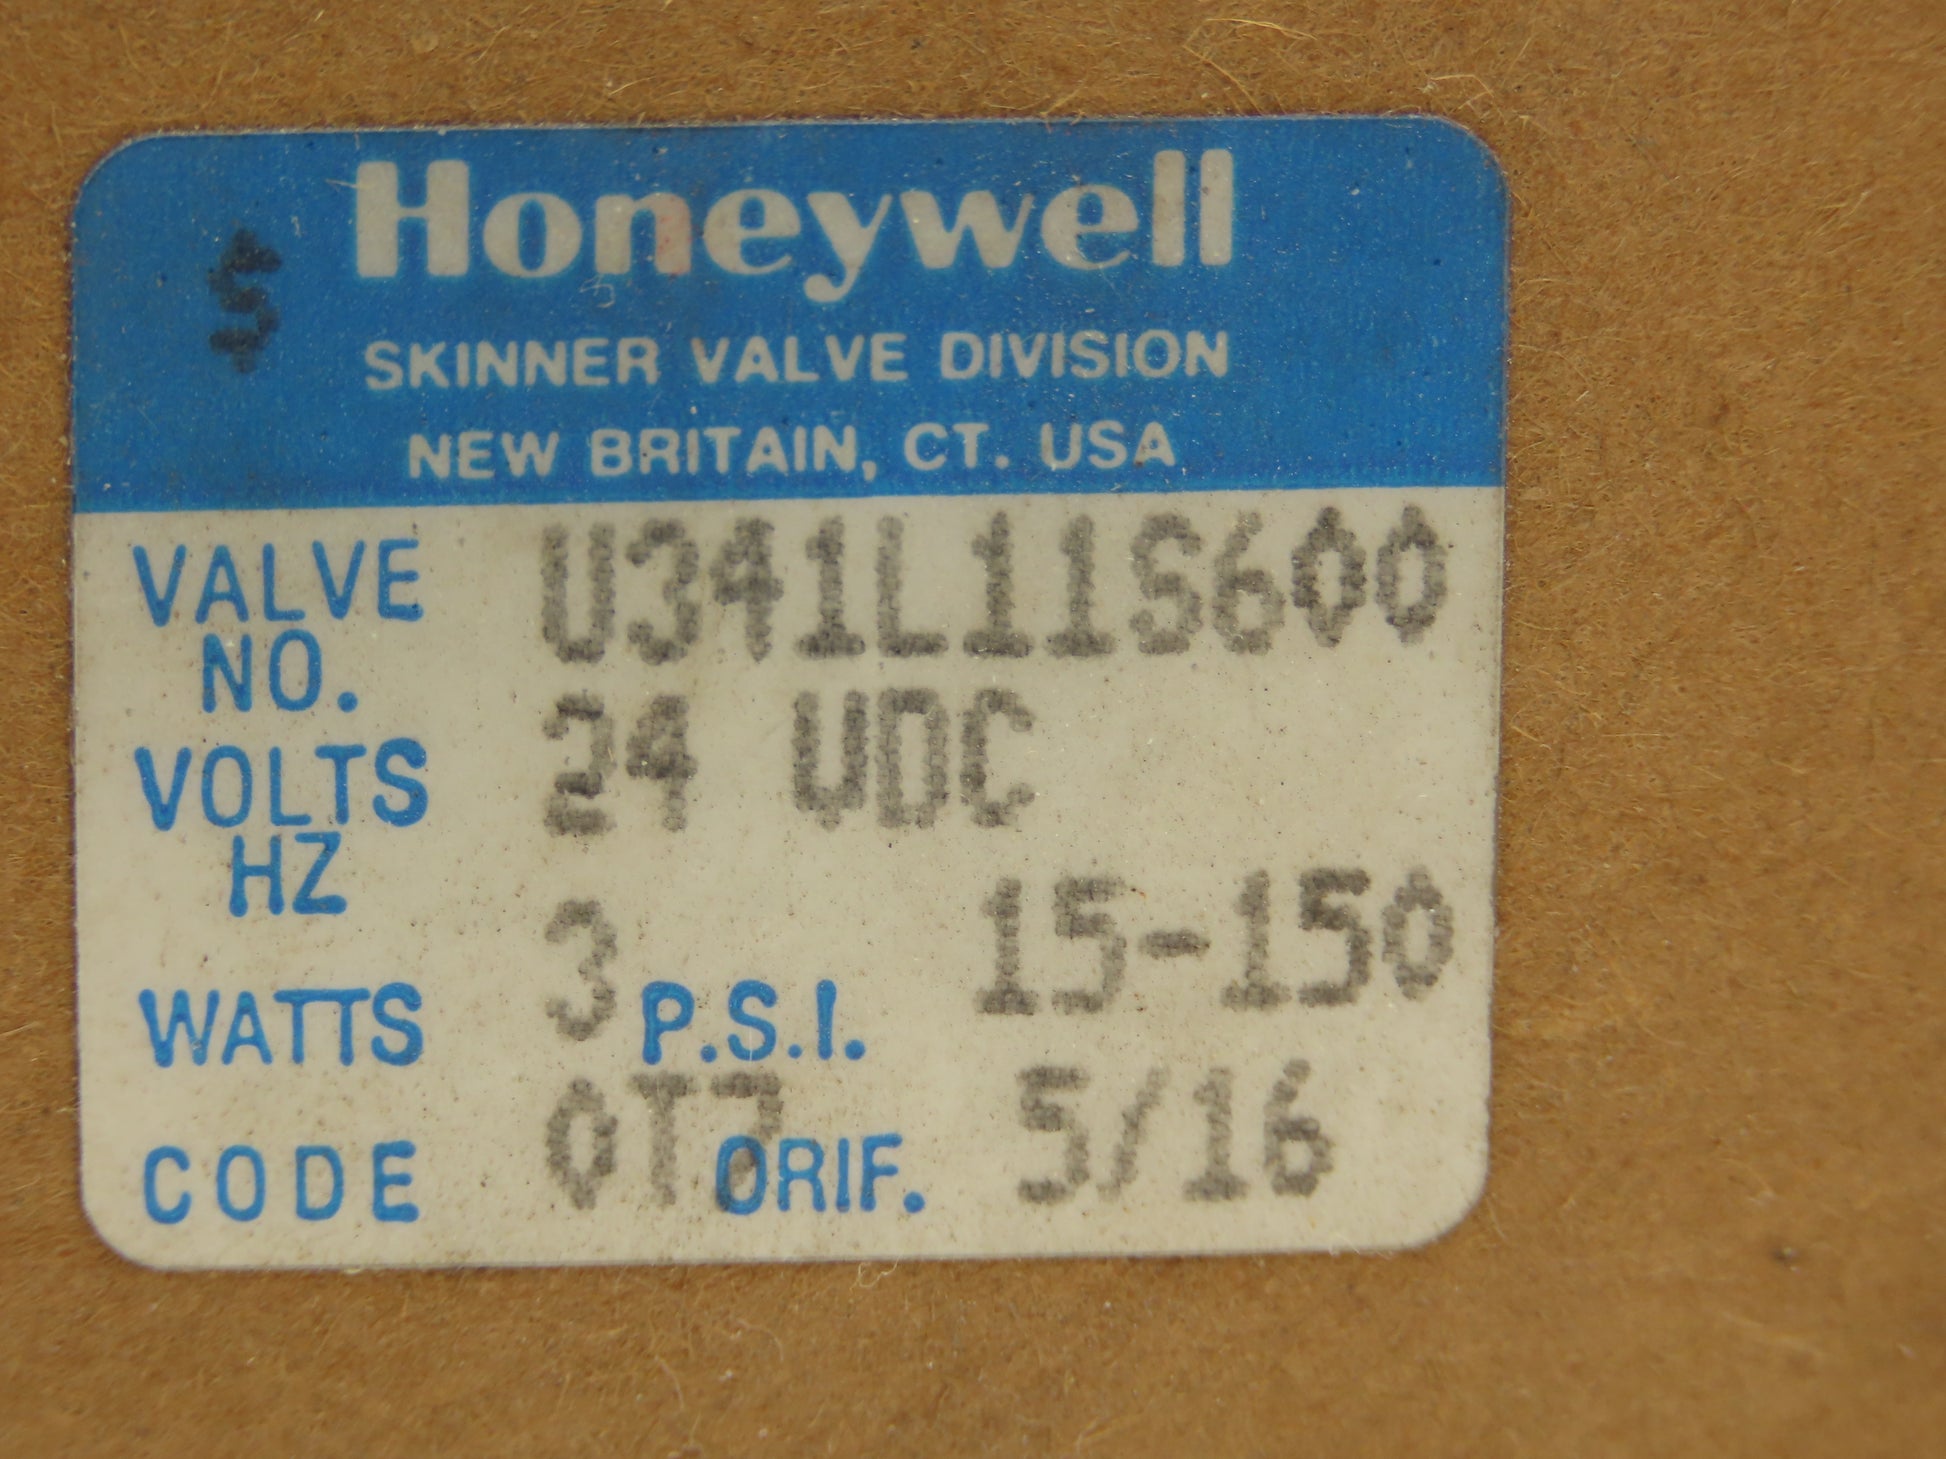 Honeywell
$
SKINNER VALVE DIVISION
NEW BRITAIN, CT. USA
VALVE NO. U341L11S600
VOLTS HZ 24 VDC
WATTS 3 P.S.I. 15-150
CODE 0T7 ORIF. 5/16